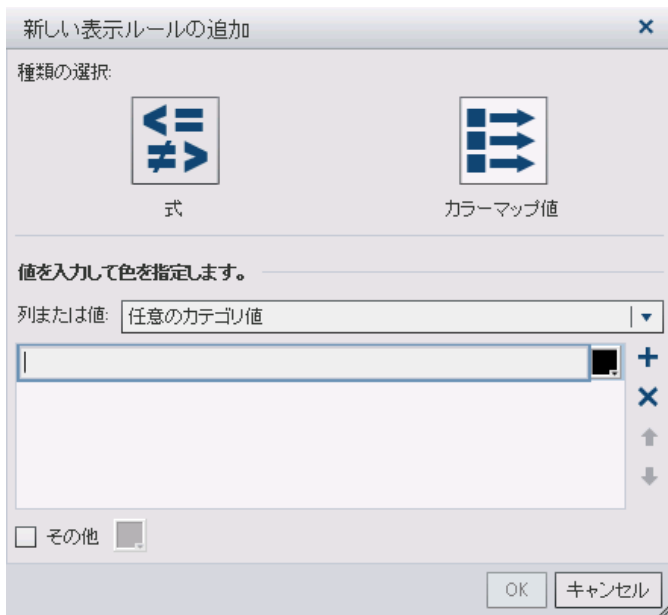 新しい表示ルールの追加
種類の選択:
式
カラーマップ値
値を入力して色を指定します。
列または値: 任意のカテゴリ値
その他
OK キャンセル